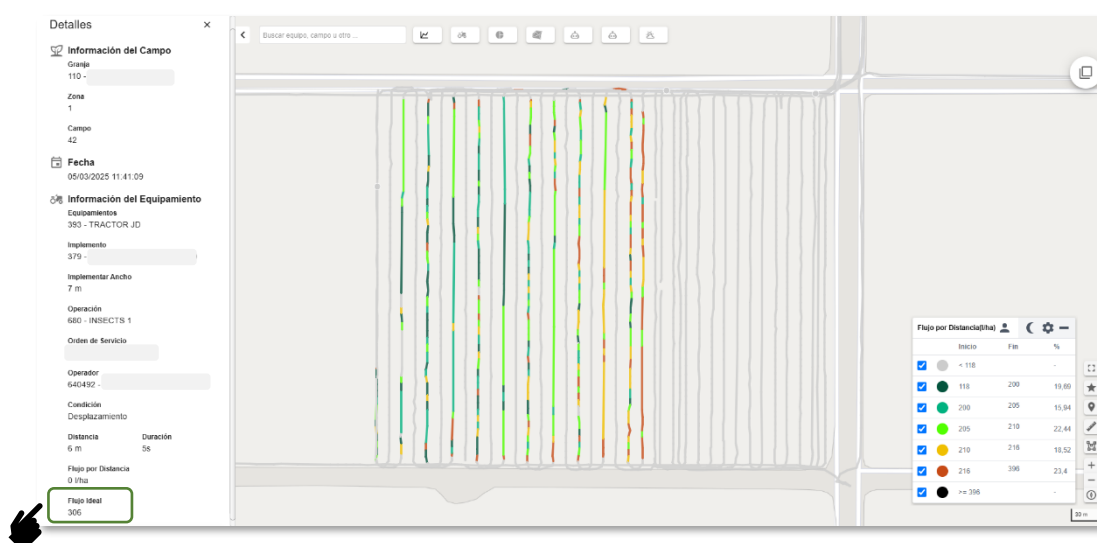 Detalles ×
Información del Campo
Granja
110 -
Zona
1
Campo
42
Fecha
05/03/2025 11:41:09
Información del Equipamiento
Equipamientos
393 - TRACTOR JD
Implemento
379 -
Implementar Ancho
7 m
Operación
680 - INSECTS 1
Orden de Servicio
Operador
640492 -
Condición
Desplazamiento
Distancia Duración
6 m 5s
Flujo por Distancia
0 l/ha
Flujo Ideal
306
Buscar equipo, campo u otro ...
Flujo por Distancia(l/ha)
Inicio Fin %
< 118 -
118 200 19,69
200 205 15,94
205 210 22,44
210 216 18,52
216 396 23,4
>= 396 -
30 m